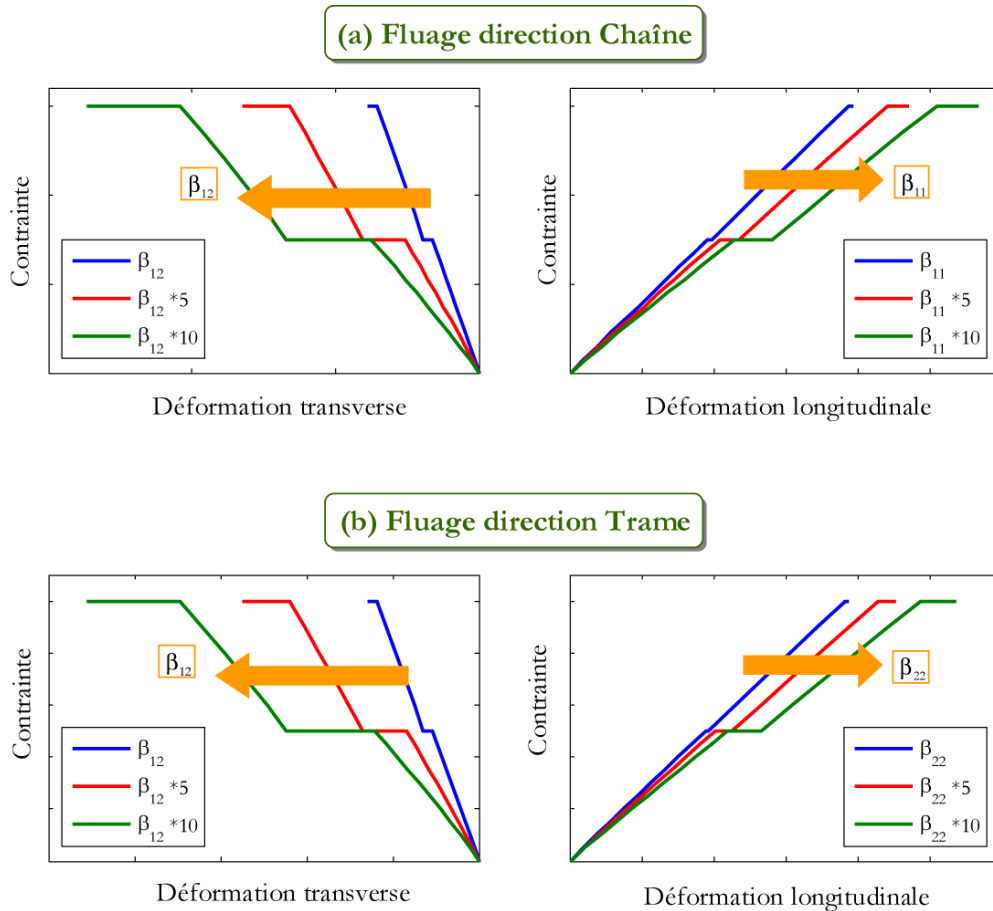 (a) Fluage direction Chaîne
Contrainte
β12
β12
β12 *5
β12 *10
Déformation transverse
Contrainte
β11
β11
β11 *5
β11 *10
Déformation longitudinale
(b) Fluage direction Trame
Contrainte
β12
β12
β12 *5
β12 *10
Déformation transverse
Contrainte
β22
β22
β22 *5
β22 *10
Déformation longitudinale